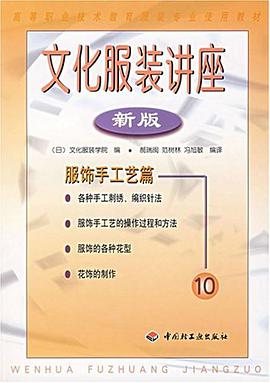 高等职业技术教育服装专业使用教材
文化服装讲座
新版
(日) 文化服装学院 编 • 郝瑞闽 范树林 冯旭敏 编译
服饰手工艺篇
• 各种手工刺绣、编织针法
• 服饰手工艺的操作过程和方法
• 服饰的各种花型
• 花饰的制作
10
中国轻工业出版社
WENHUA FUZHUANG JIANGZUO